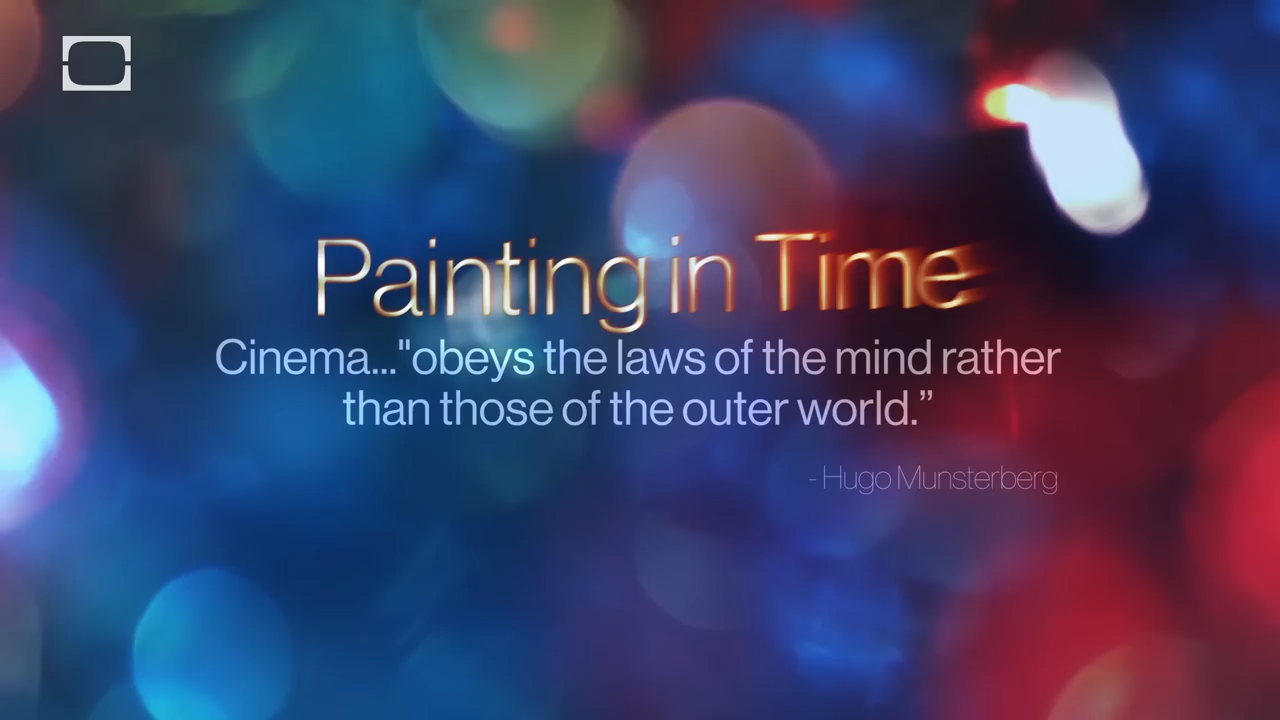 Painting in Time
Cinema..."obeys the laws of the mind rather
than those of the outer world.”
- Hugo Munsterberg